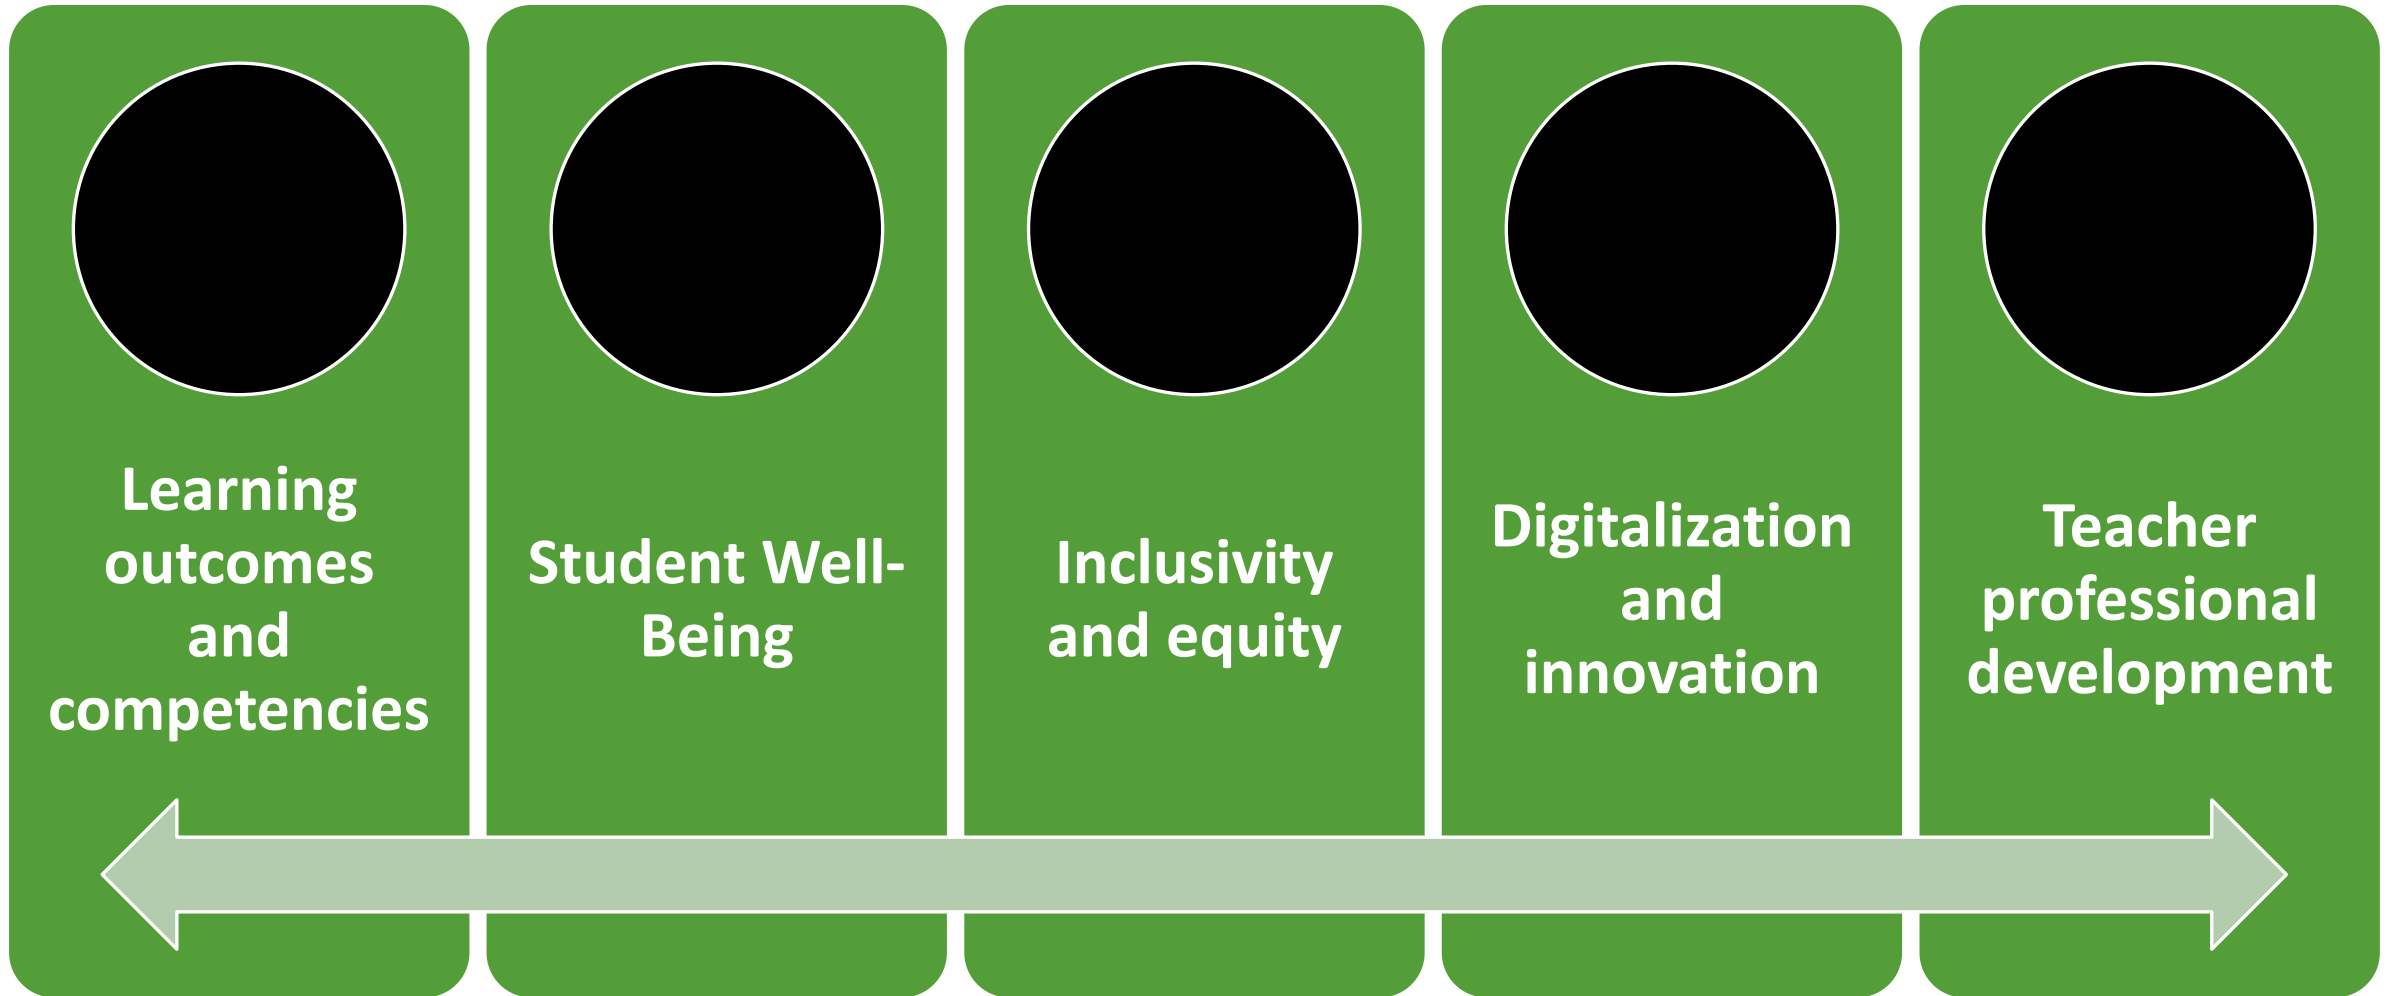 Learning
outcomes
and
competencies
Student Well-
Being
Inclusivity
and equity
Digitalization
and
innovation
Teacher
professional
development